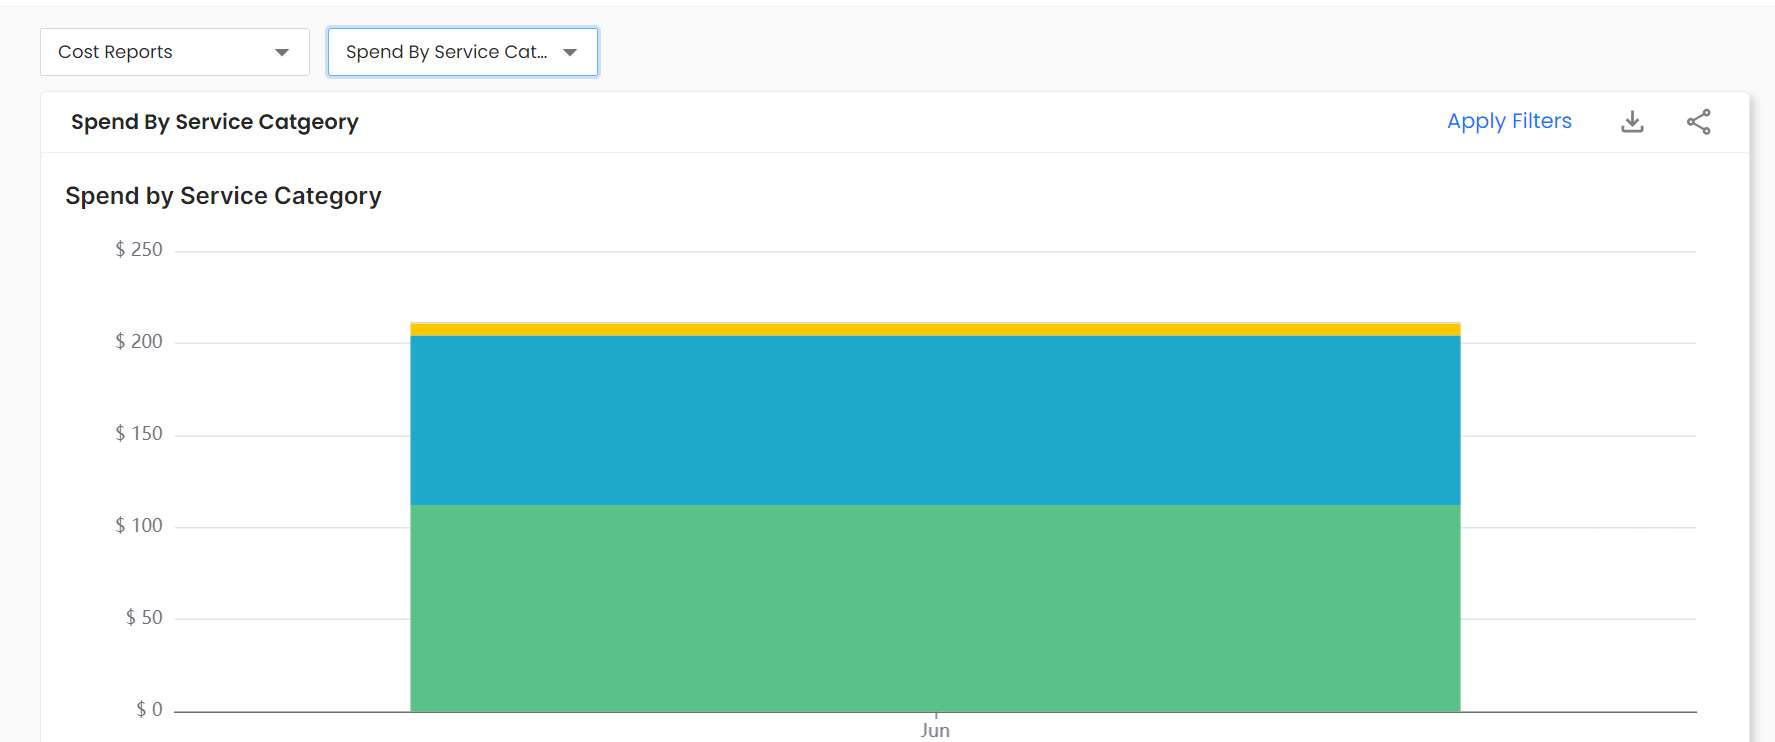 Cost Reports
Spend By Service Cat...
Spend By Service Catgeory
Apply Filters
Spend by Service Category
$ 250
$ 200
$ 150
$ 100
$ 50
$ 0
Jun